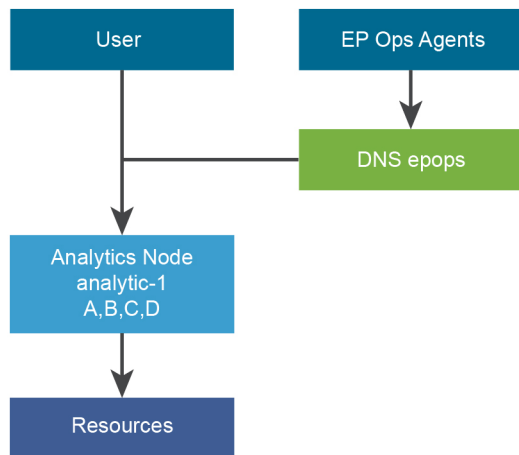 User
EP Ops Agents
DNS epops
Analytics Node
analytic-1
A,B,C,D
Resources